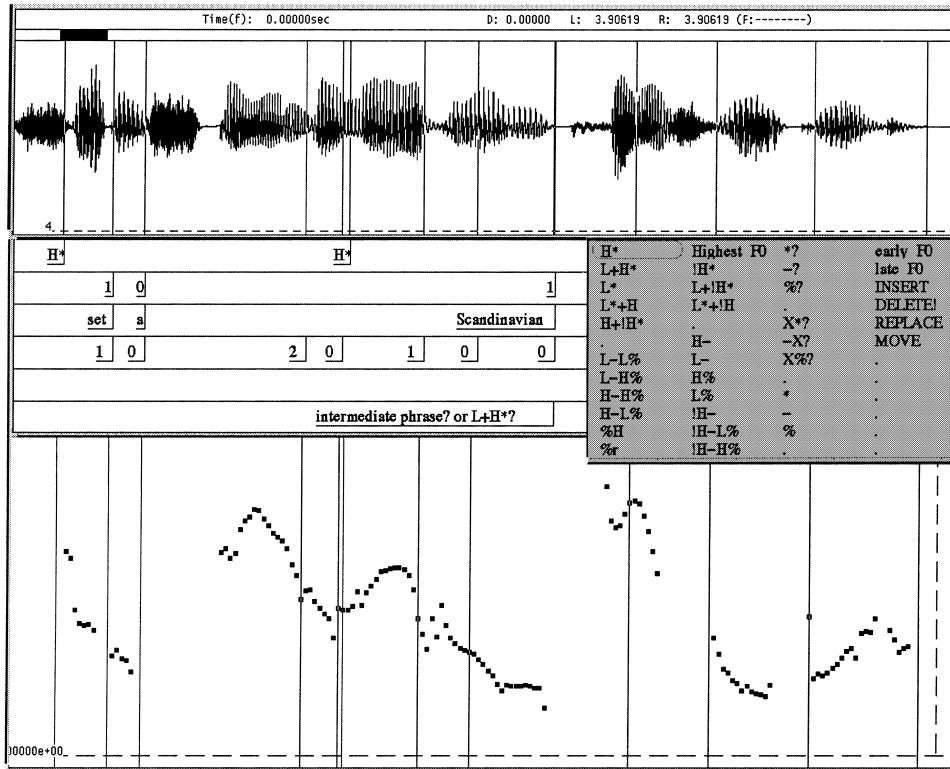 Time(f): 0.00000sec D: 0.00000 L: 3.90619 R: 3.90619 (F:--------)
4
H* H*
1 0 1
set a Scandinavian
1 0 2 0 1 0 0
intermediate phrase? or L+H*?
H* Highest F0 *? early F0
L+H* !H* -? late F0
L* L+!H* %? INSERT
L*+H L*+!H . DELETE!
H+!H* . X*? REPLACE
. H- -X? MOVE
L-L% L- X%? .
L-H% H% . .
H-H% L% * .
H-L% !H- - .
%H !H-L% % .
%r !H-H% . .
00000e+00